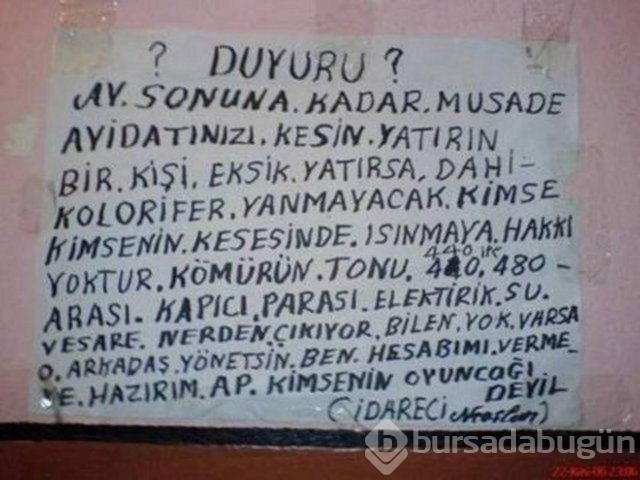 ? DUYURU ?
AY. SONUNA. KADAR. MUSADE
AYIDATINIZI. KESİN. YATIRIN
BİR. KİŞİ. EKSİK. YATIRSA, DAHİ-
KOLORİFER. YANMAYACAK. KİMSE
KİMSENİN. KESESİNDE. ISINMAYA. HAKKI
440
YOKTUR. KÖMÜRÜN. TONU. 440. 480-
ARASI. KAPICI. PARASI. ELEKTİRİK. SU.
VESARE. NERDEN. ÇIKIYOR. BİLEN. YOK. VARSA
O. ARKADAŞ. YÖNETSİN. BEN. HESABIMI. VERME-
E. HAZIRIM. AP. KİMSENİN OYUNCAĞI
DEYİL
(İDARECİ
bursadabugün